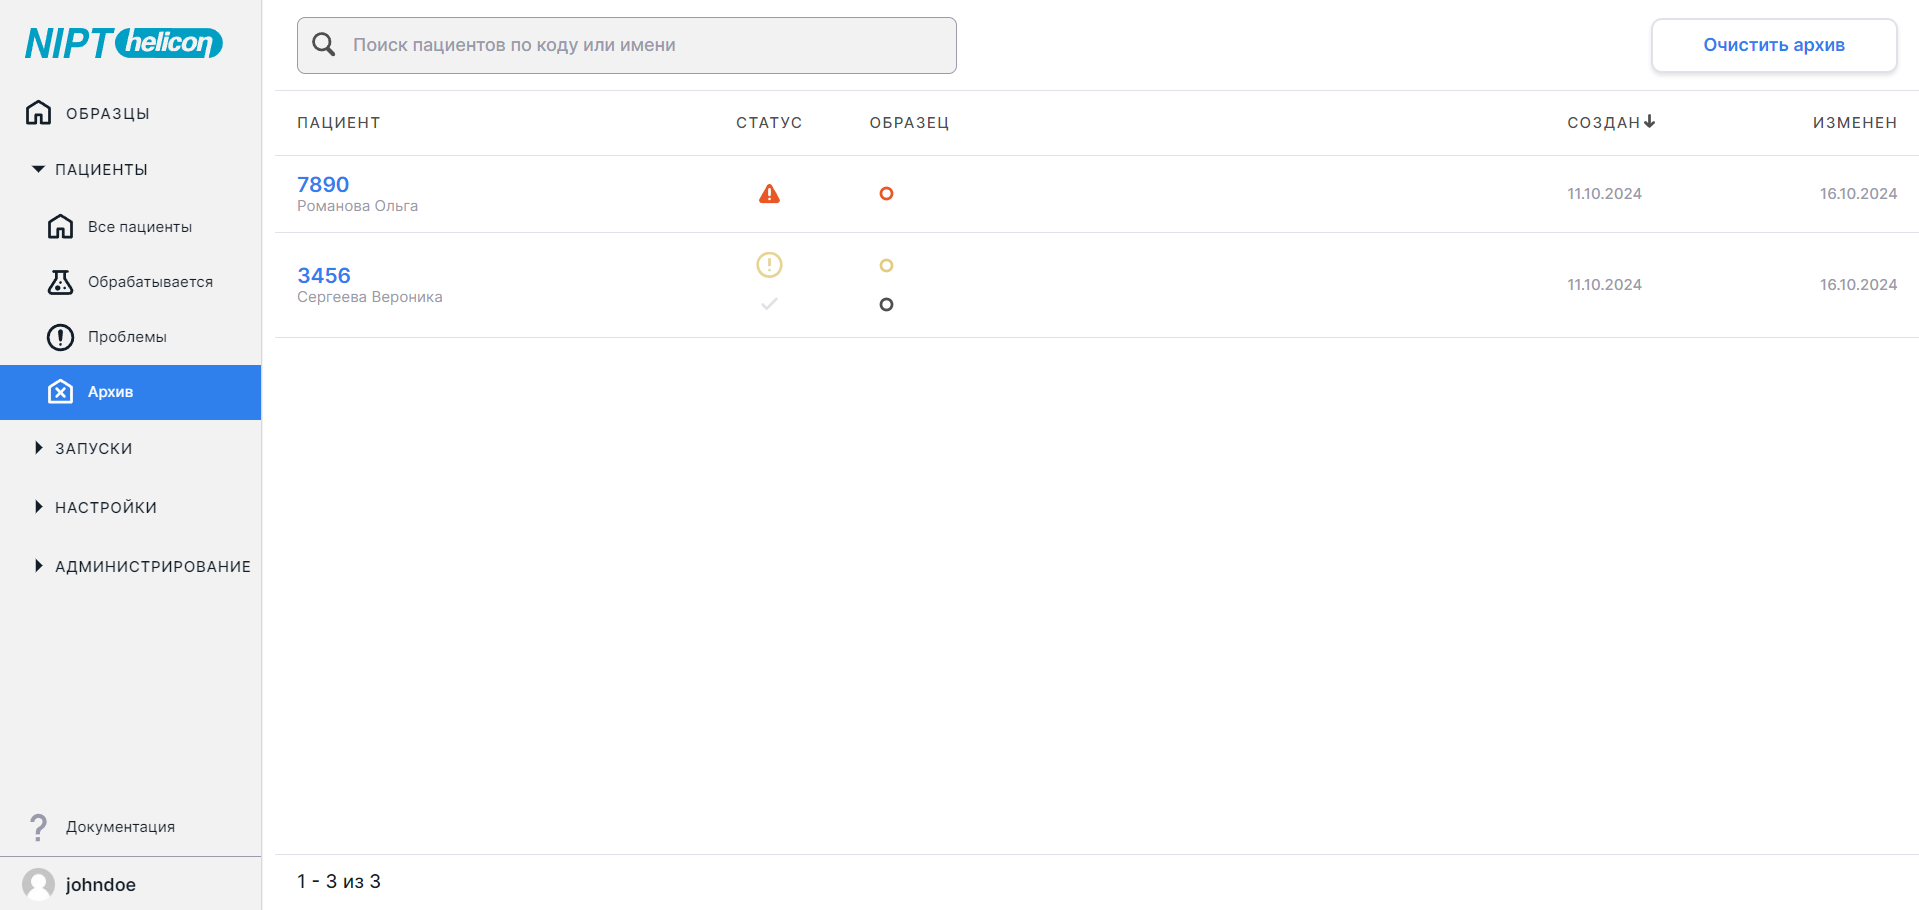 NIPT helicon
ОБРАЗЦЫ
ПАЦИЕНТЫ
Все пациенты
Обрабатывается
Проблемы
Архив
ЗАПУСКИ
НАСТРОЙКИ
АДМИНИСТРИРОВАНИЕ
Документация
johndoe
Поиск пациентов по коду или имени
Очистить архив
ПАЦИЕНТ СТАТУС ОБРАЗЕЦ СОЗДАН ИЗМЕНЕН
7890
Романова Ольга
11.10.2024 16.10.2024
3456
Сергеева Вероника
11.10.2024 16.10.2024
1 - 3 из 3